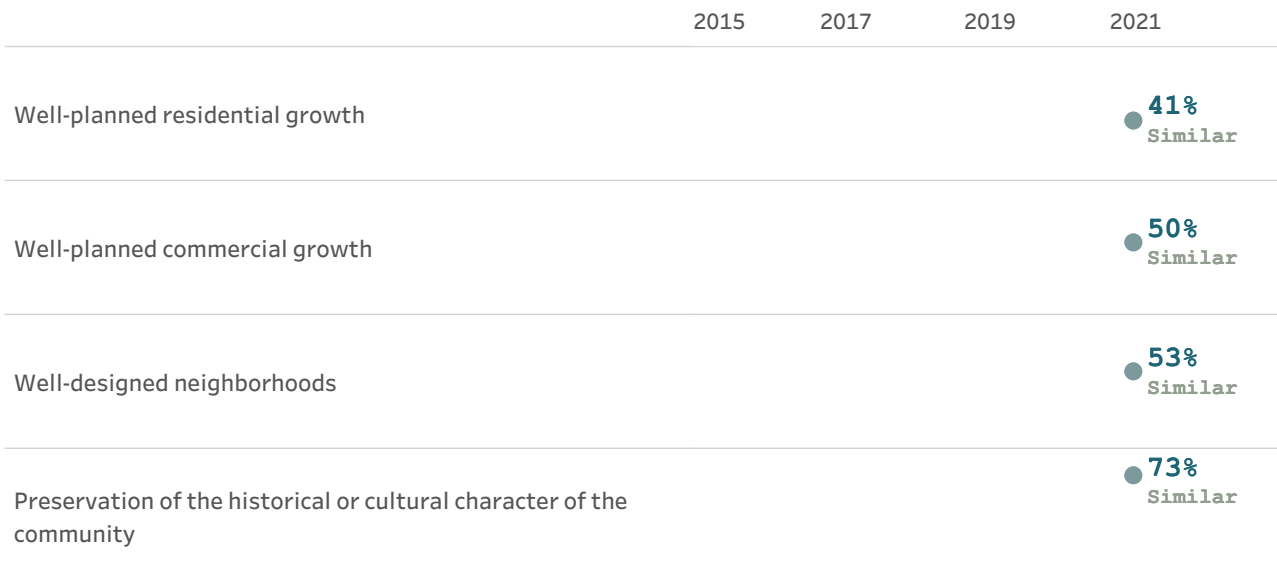 2015 2017 2019 2021
Well-planned residential growth
41%
Similar
Well-planned commercial growth
50%
Similar
Well-designed neighborhoods
53%
Similar
Preservation of the historical or cultural character of the
community
73%
Similar